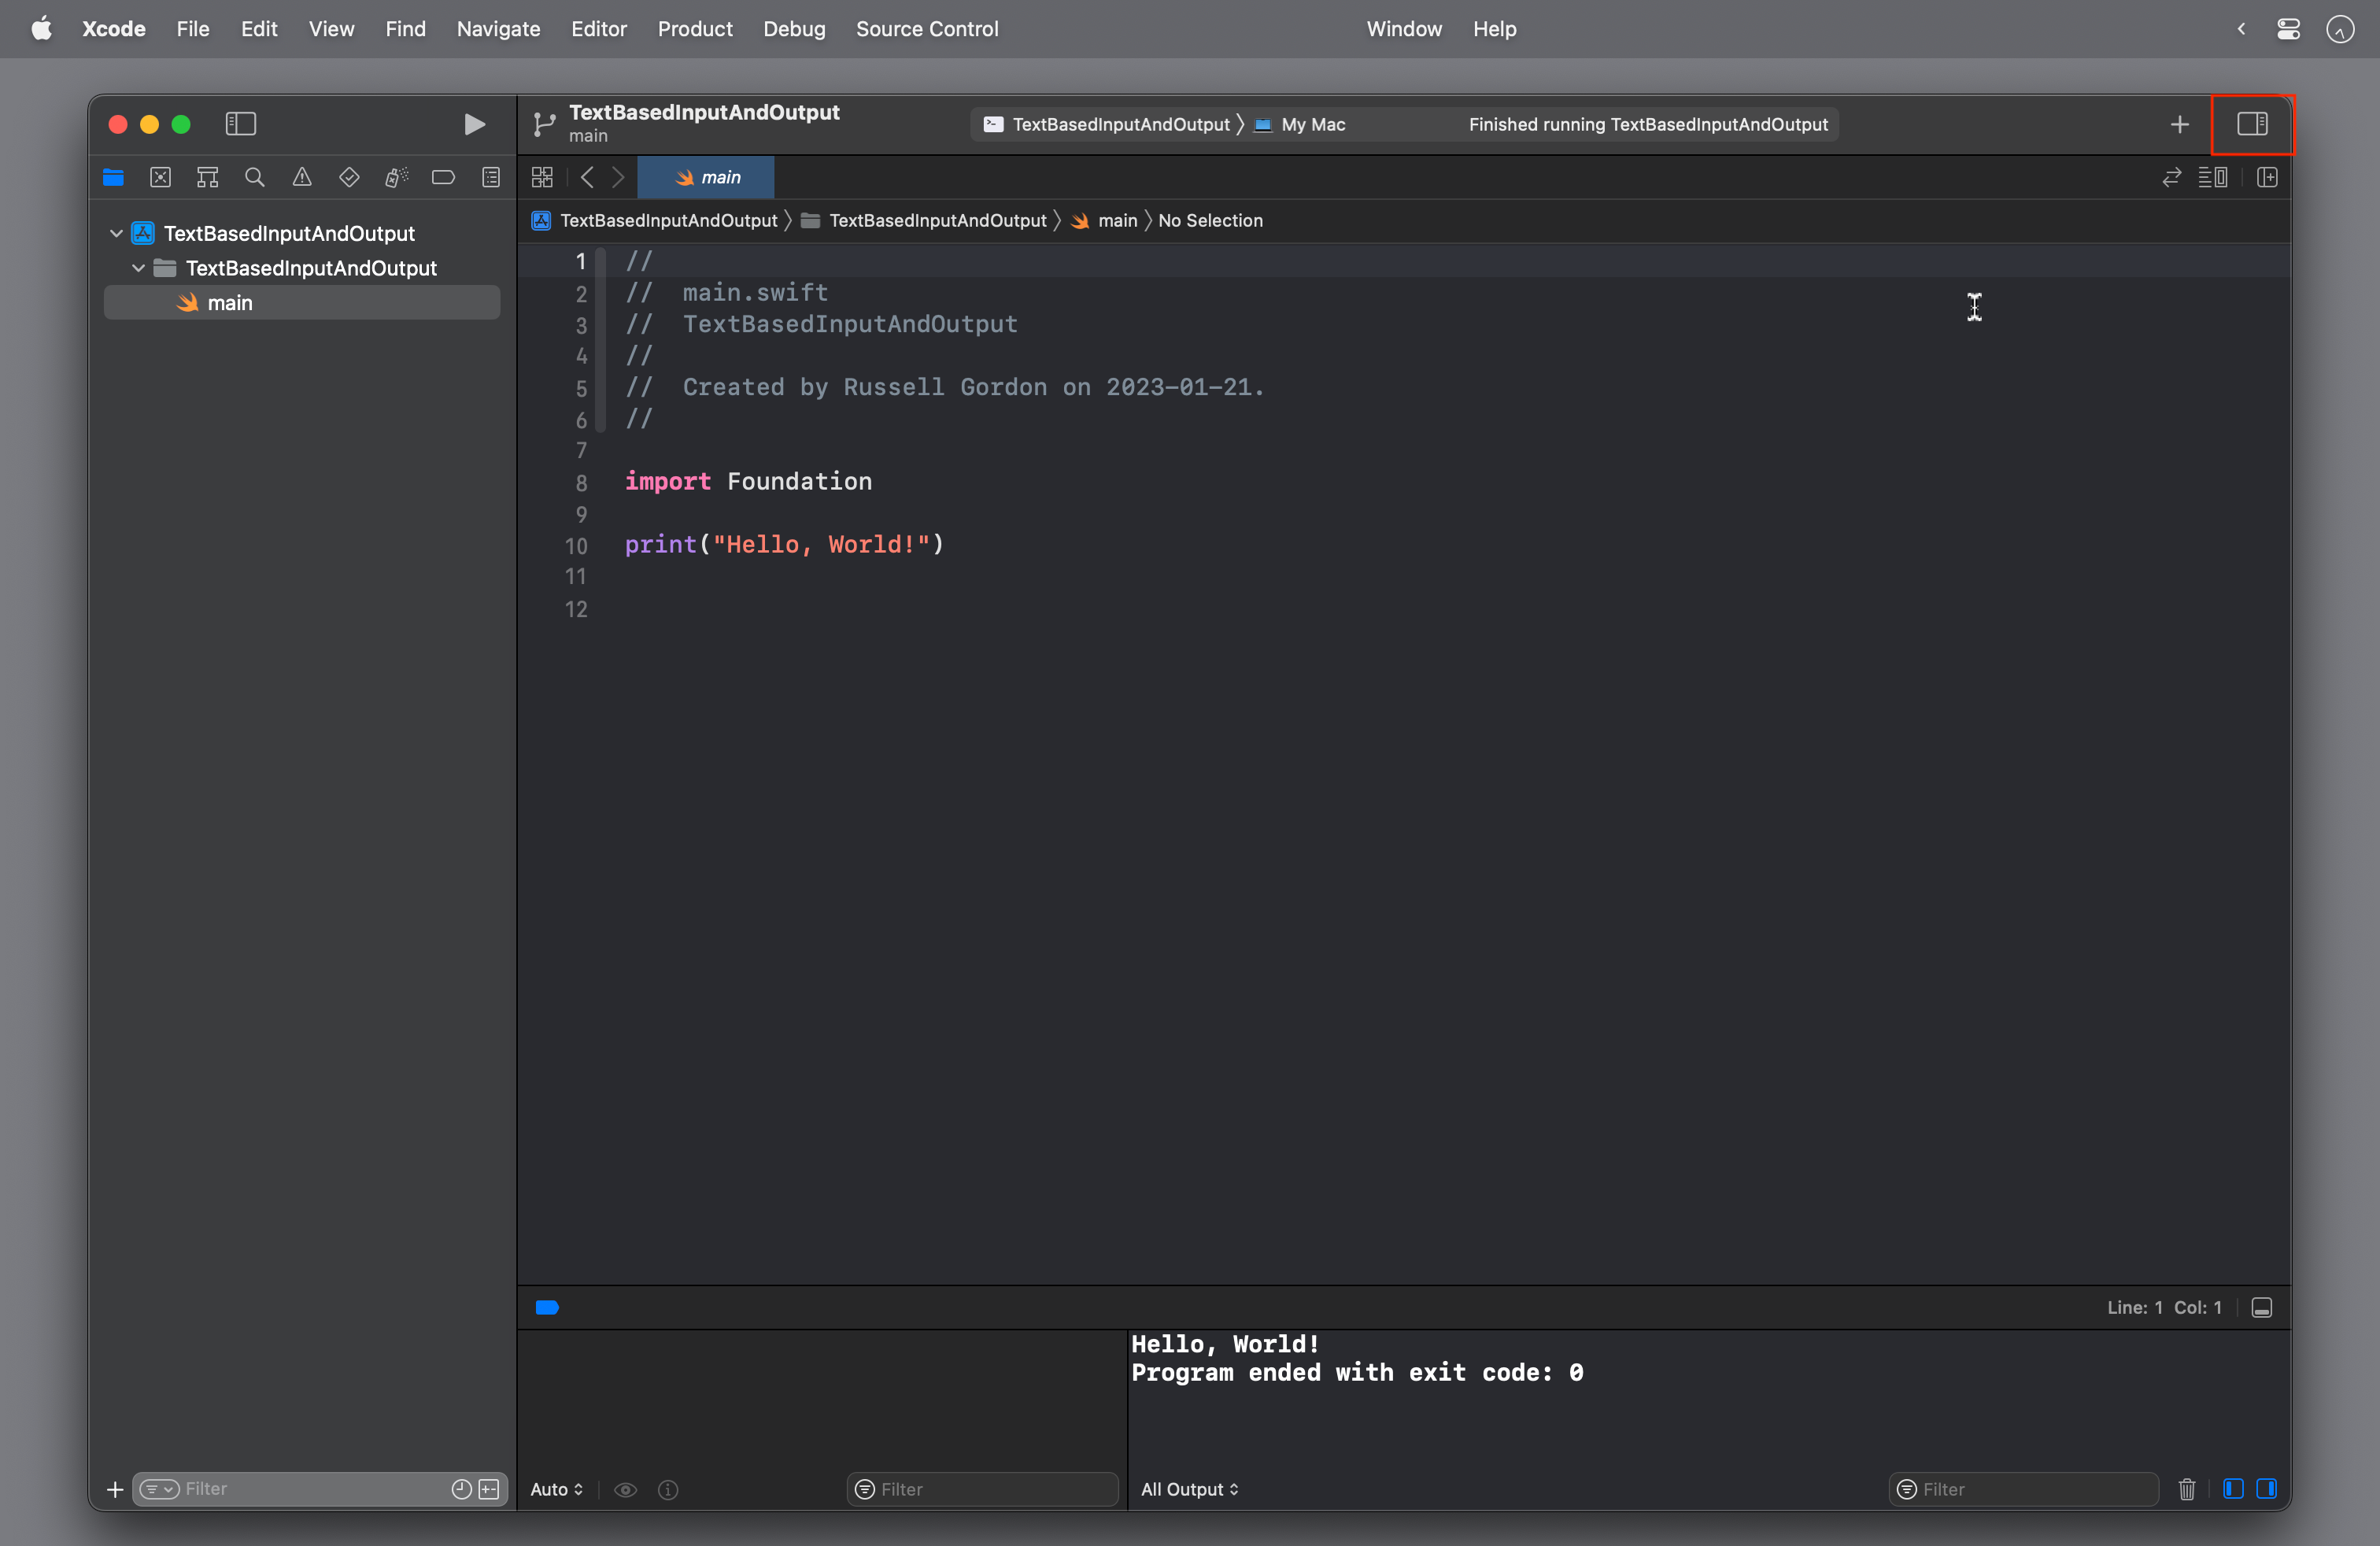 Xcode File Edit View Find Navigate Editor Product Debug Source Control Window Help
TextBasedInputAndOutput
main
TextBasedInputAndOutput My Mac Finished running TextBasedInputAndOutput
main
TextBasedInputAndOutput TextBasedInputAndOutput main No Selection
TextBasedInputAndOutput
TextBasedInputAndOutput
main
1 //
2 // main.swift
3 // TextBasedInputAndOutput
4 //
5 // Created by Russell Gordon on 2023-01-21.
6 //
7
8 import Foundation
9
10 print("Hello, World!")
11
12
Line: 1 Col: 1
Hello, World!
Program ended with exit code: 0
Filter
Auto
Filter
All Output
Filter